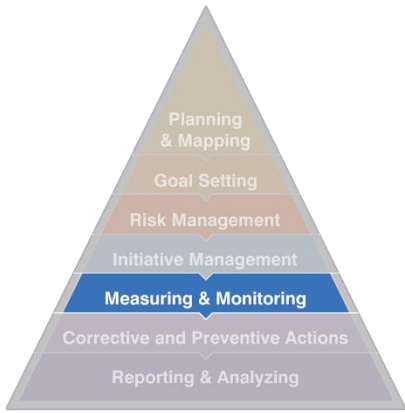 Planning
& Mapping
Goal Setting
Risk Management
Initiative Management
Measuring & Monitoring
Corrective and Preventive Actions
Reporting & Analyzing